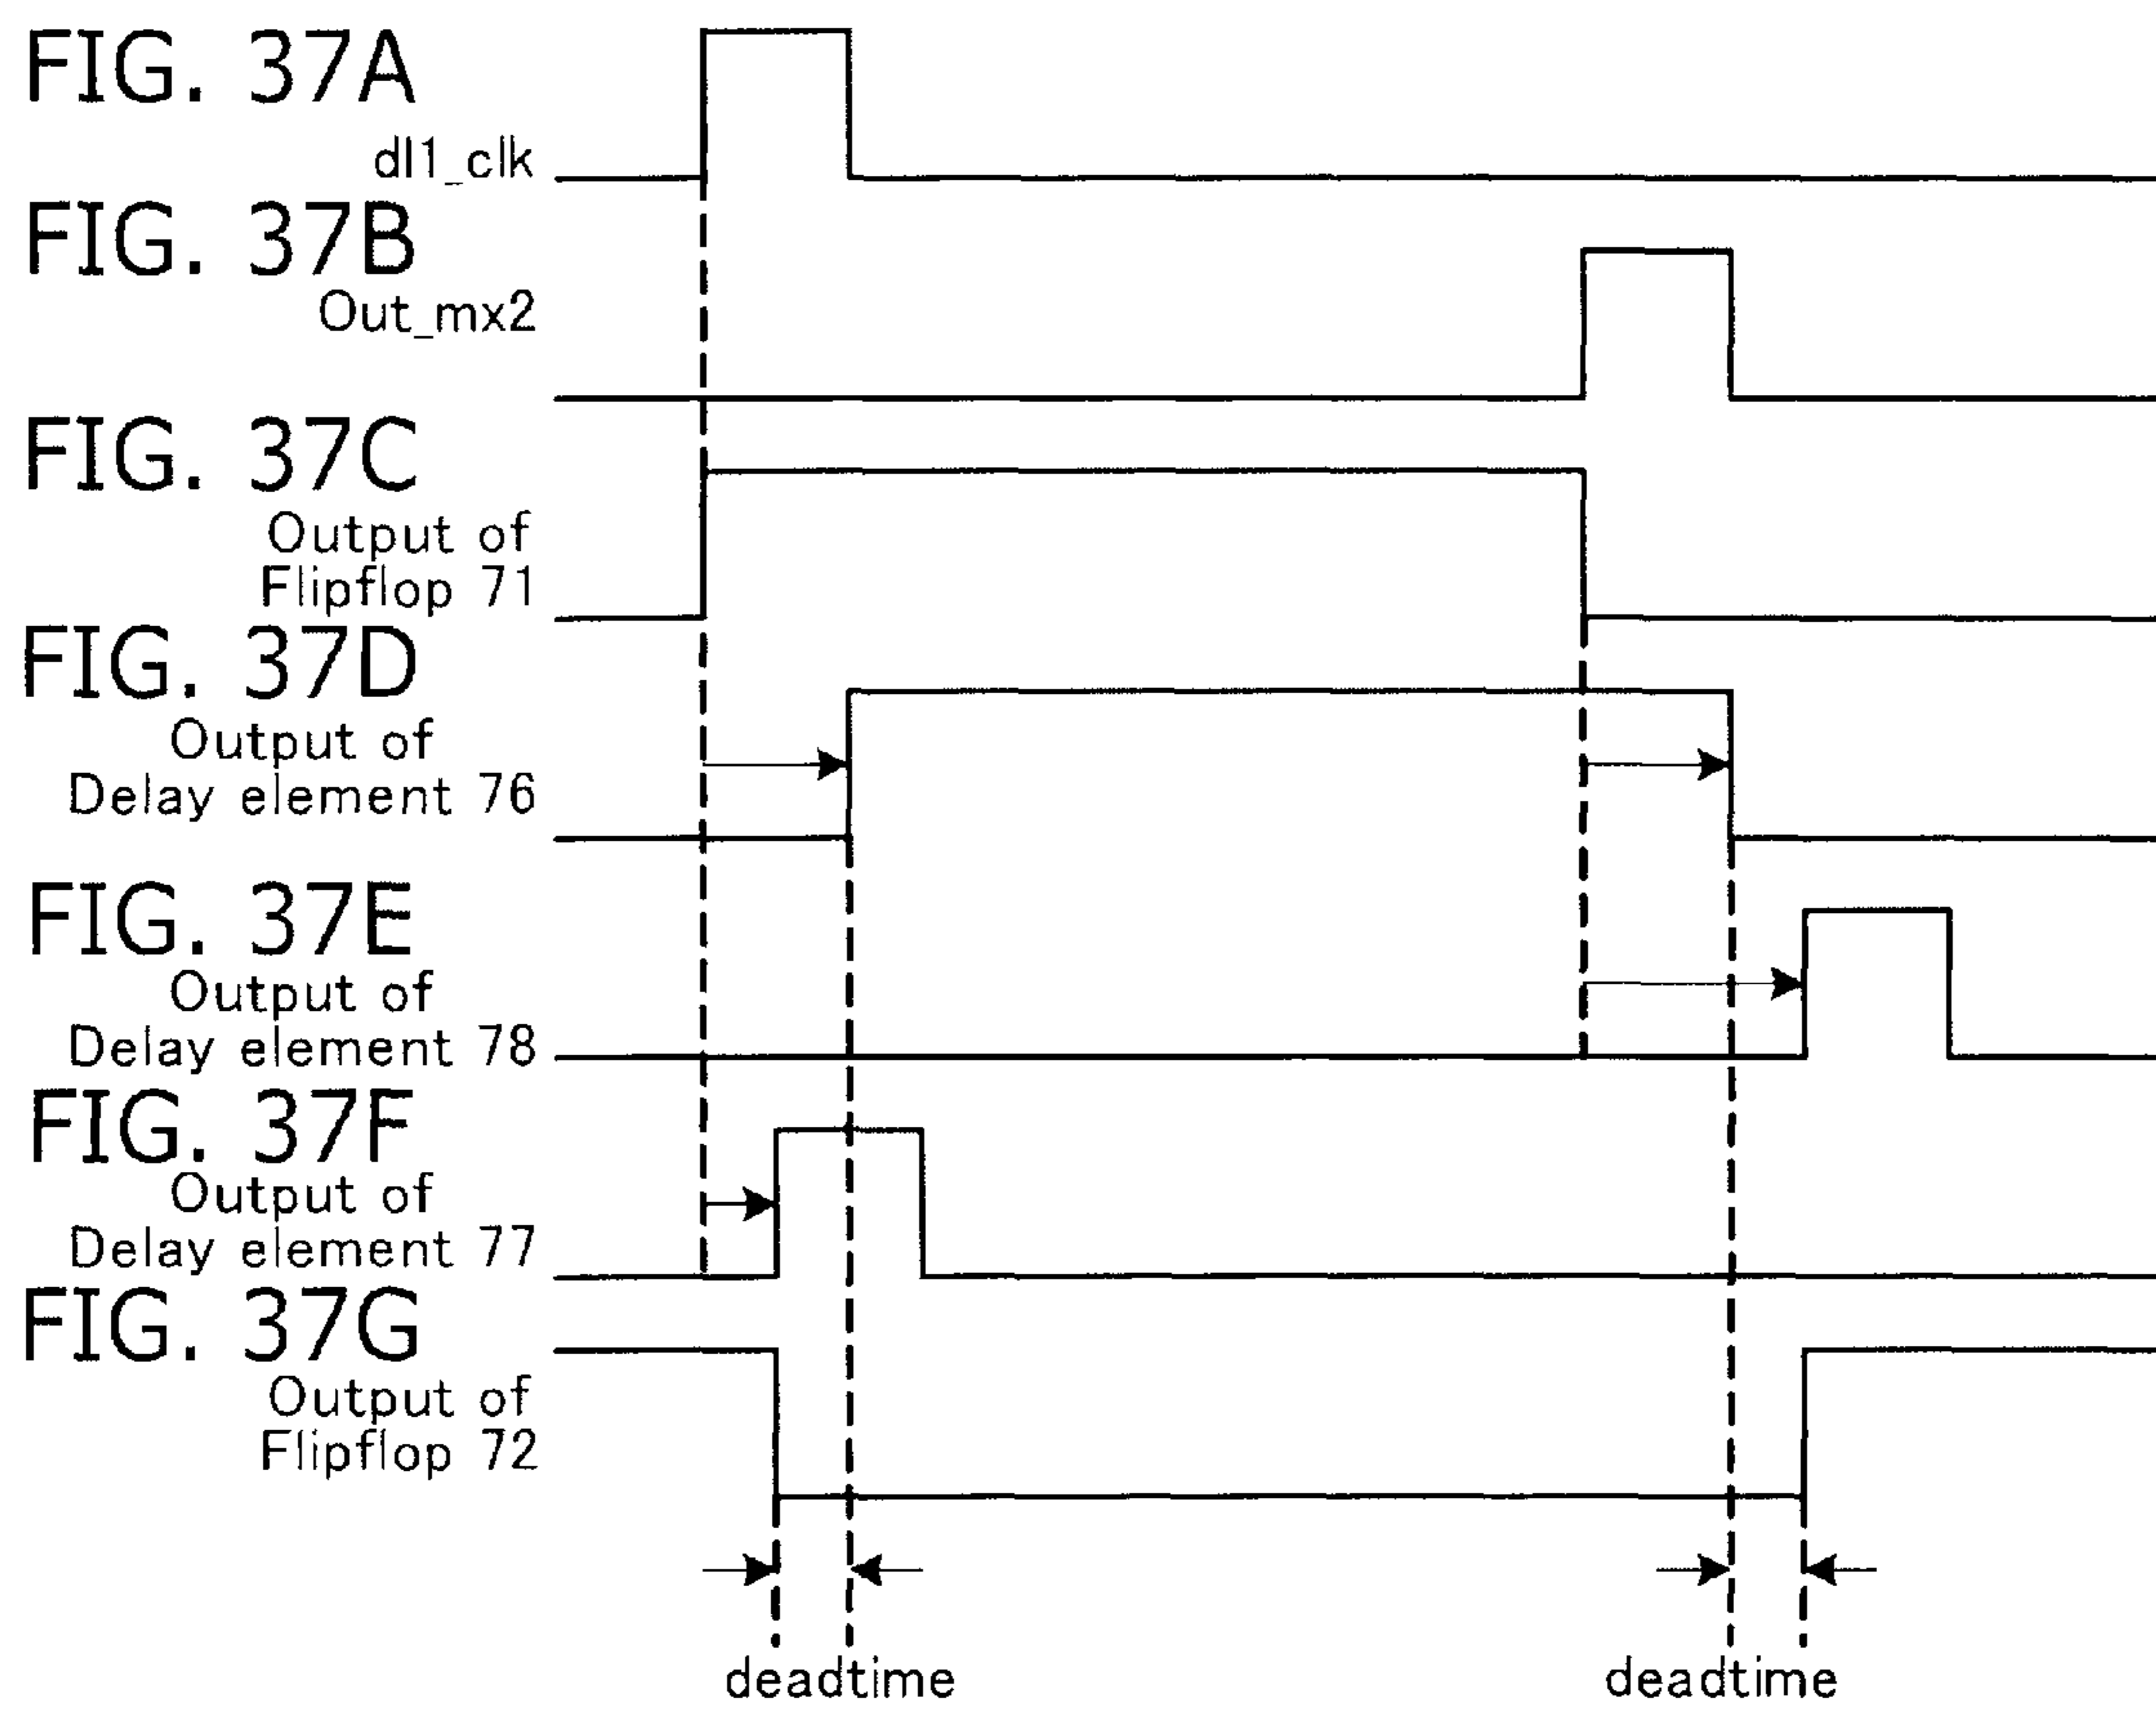 FIG. 37A
dl1_clk
FIG. 37B
Out_mx2
FIG. 37C
Output of
Flipflop 71
FIG. 37D
Output of
Delay element 76
FIG. 37E
Output of
Delay element 78
FIG. 37F
Output of
Delay element 77
FIG. 37G
Output of
Flipflop 72
deadtime
deadtime